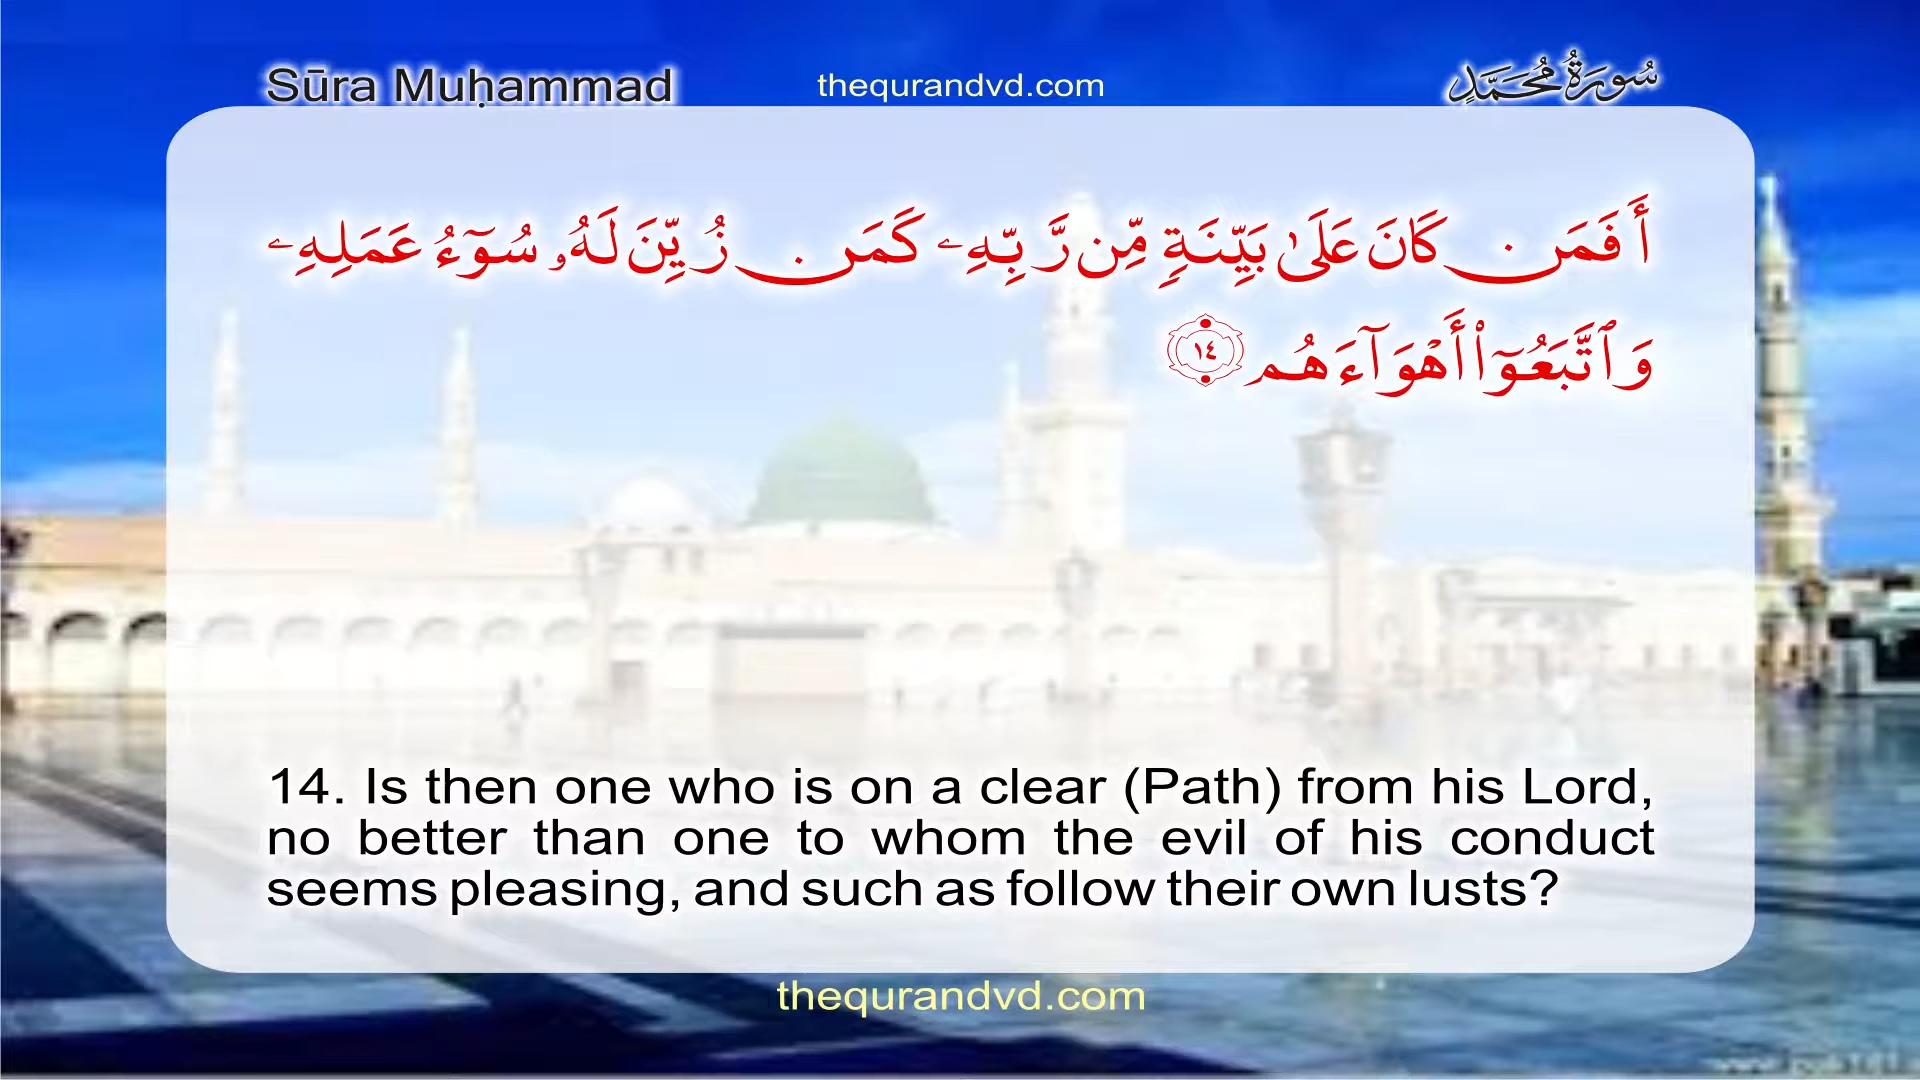 Sūra Muḥammad
thequrandvd.com
سُورَةُ مُحَمَّدٍ
أَفَمَن كَانَ عَلَىٰ بَيِّنَةٍ مِّن رَّبِّهِۦ كَمَن زُيِّنَ لَهُۥ سُوٓءُ عَمَلِهِۦ
وَٱتَّبَعُوٓا۟ أَهْوَآءَهُم ١٤
14. Is then one who is on a clear (Path) from his Lord,
no better than one to whom the evil of his conduct
seems pleasing, and such as follow their own lusts?
thequrandvd.com